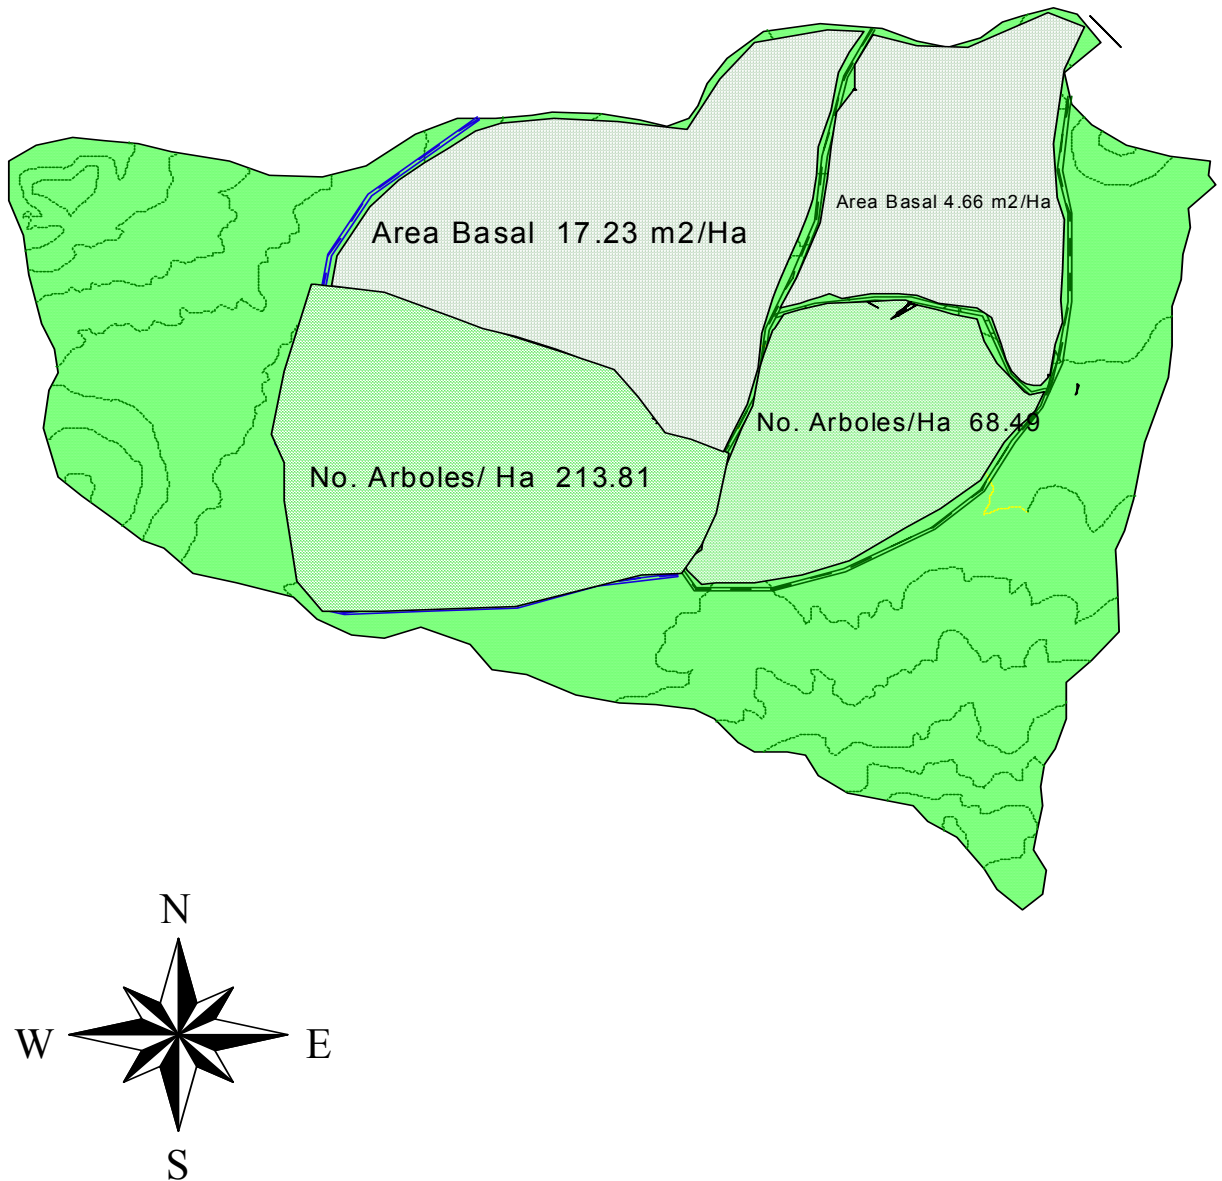 Area Basal 4.66 m2/Ha
Area Basal 17.23 m2/Ha
No. Arboles/Ha 68.49
No. Arboles/ Ha 213.81
N
W
E
S